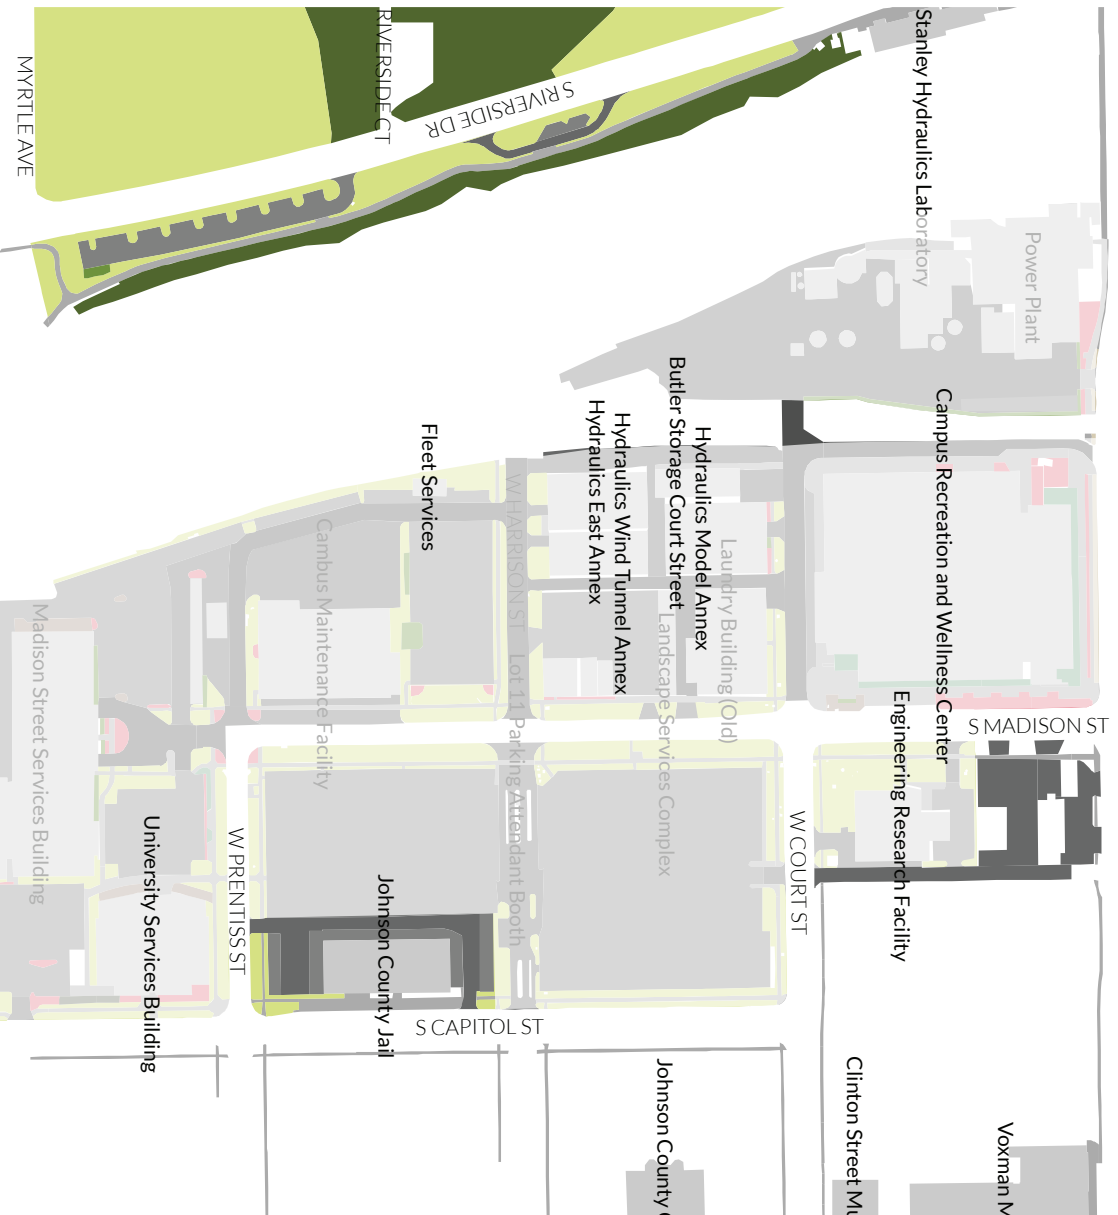 Stanley Hydraulics Laboratory
RIVERSIDE CT
MYRTLE AVE
S RIVERSIDE DR
Power Plant
Butler Storage Court Street
Campus Recreation and Wellness Center
Hydraulics East Annex
Hydraulics Wind Tunnel Annex
Hydraulics Model Annex
Fleet Services
W HARRISON ST
Cambus Maintenance Facility
Laundry Building (Old)
Madison Street Services Building
Landscape Services Complex
Lot 11 Parking Attendant Booth
Engineering Research Facility
S MADISON ST
University Services Building
W PRENTISS ST
W COURT ST
Johnson County Jail
S CAPITOL ST
Johnson County
Clinton Street Mu
Voxman M